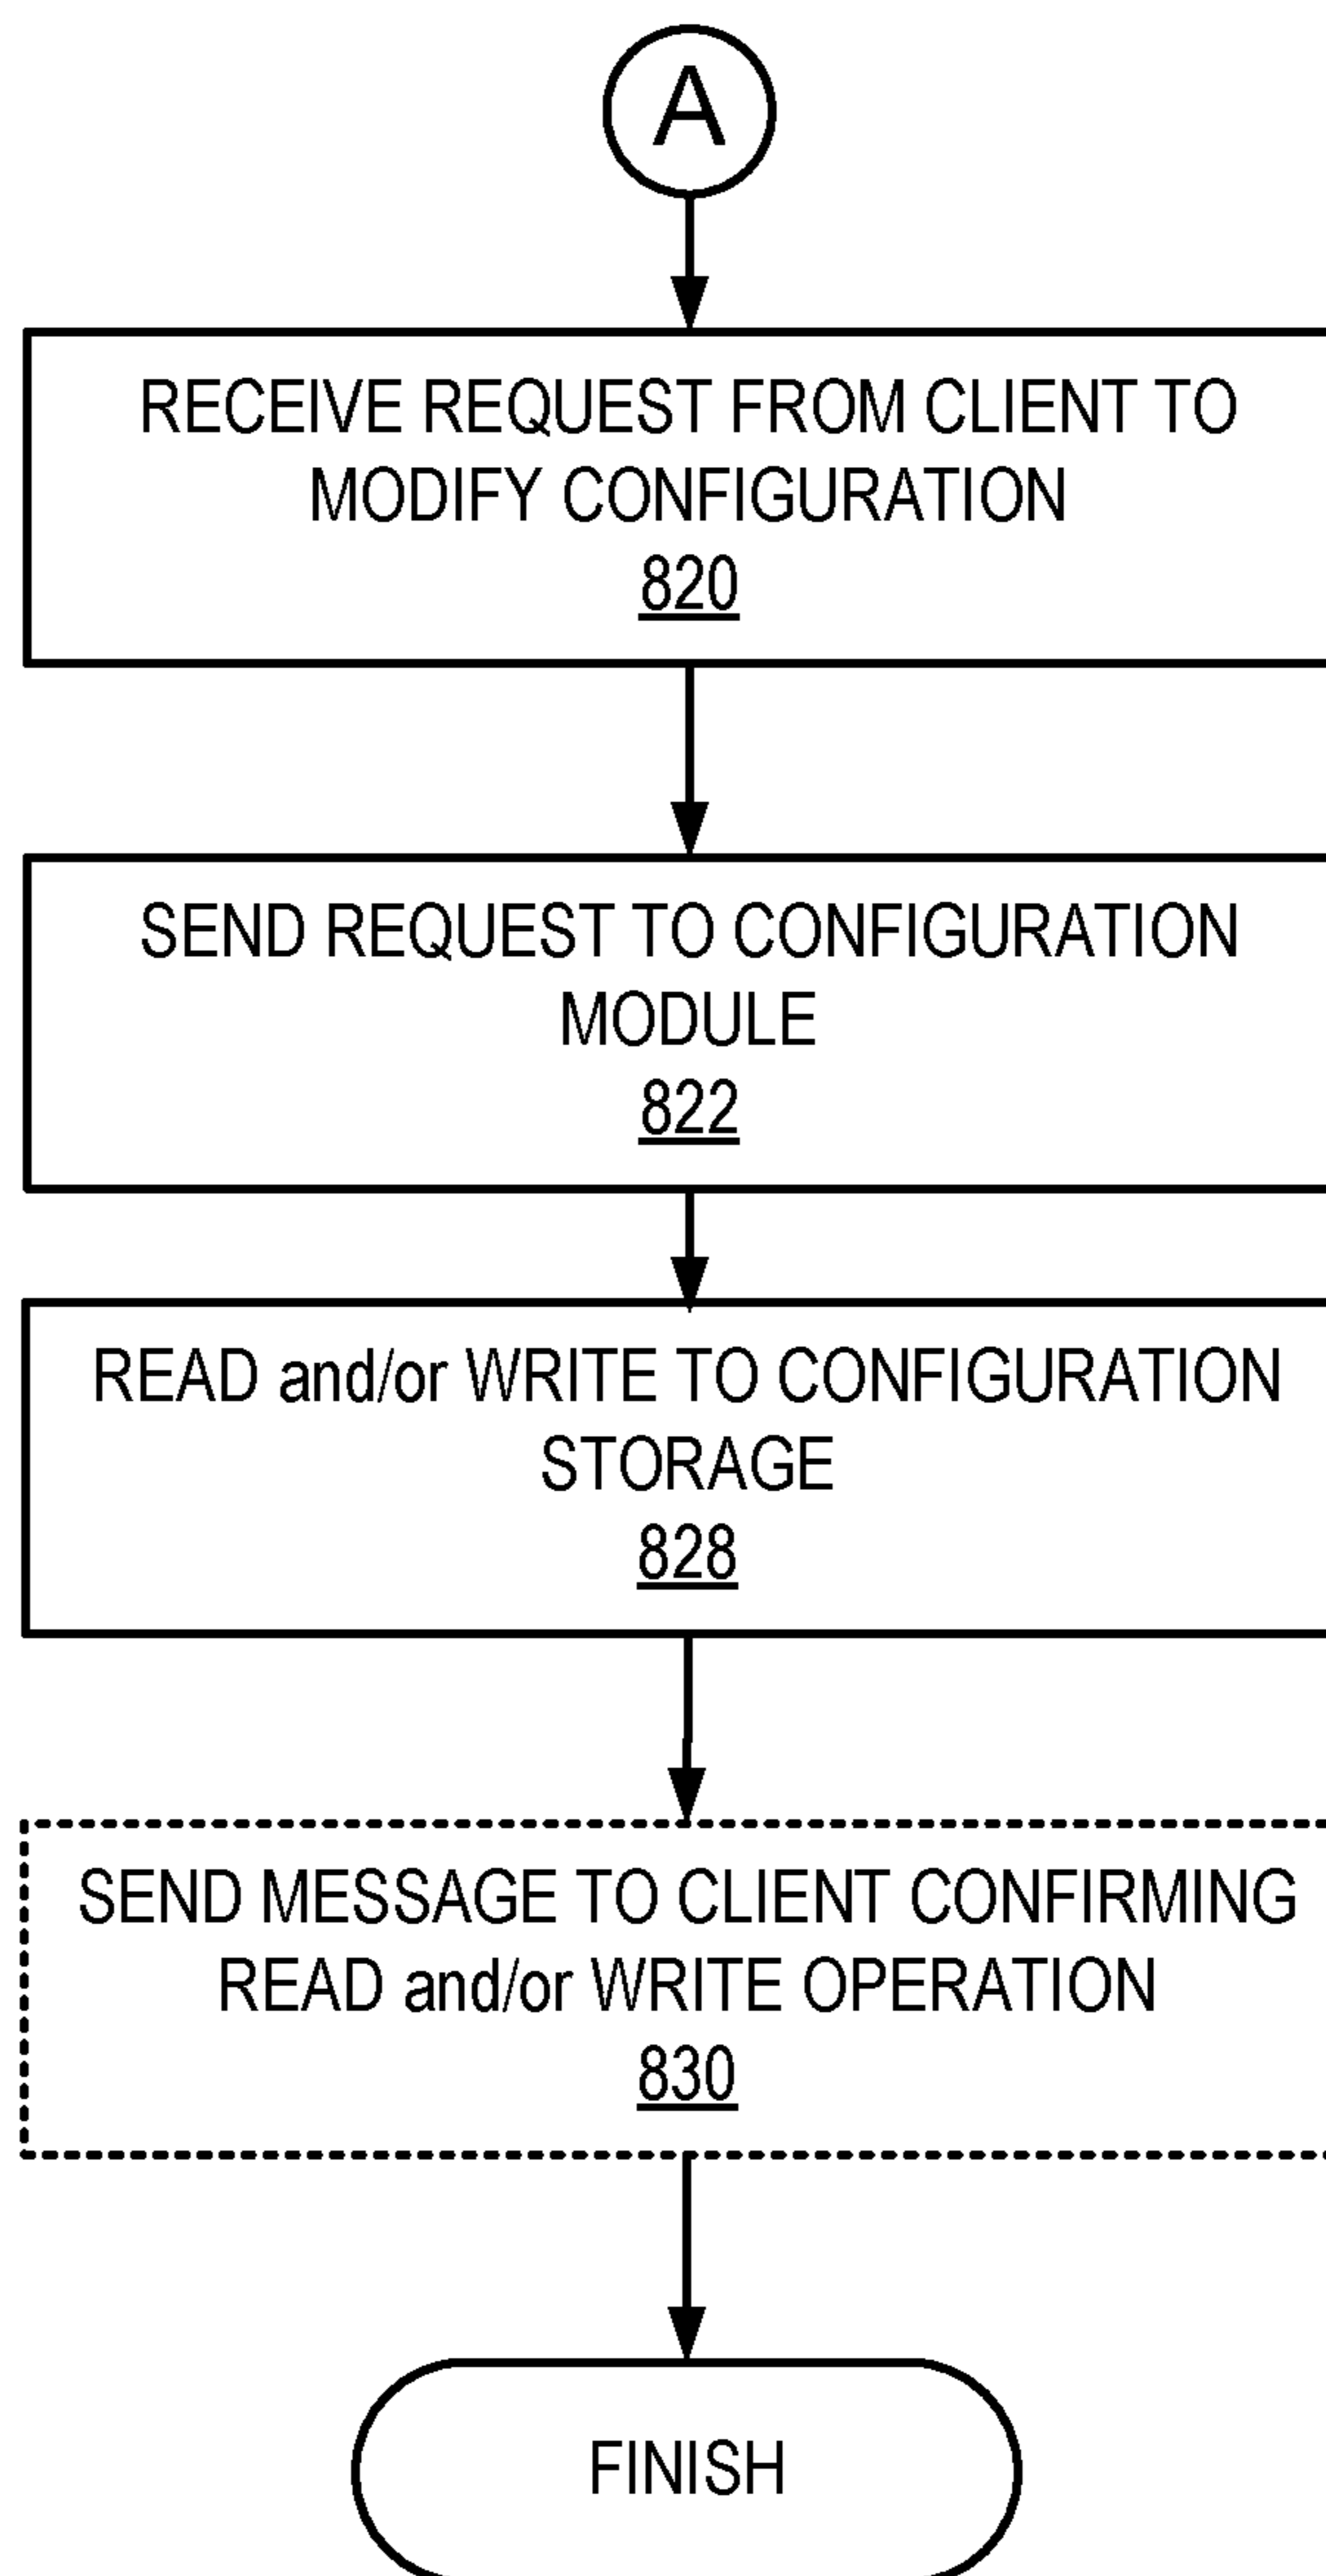 A
RECEIVE REQUEST FROM CLIENT TO
MODIFY CONFIGURATION
820
SEND REQUEST TO CONFIGURATION
MODULE
822
READ and/or WRITE TO CONFIGURATION
STORAGE
828
SEND MESSAGE TO CLIENT CONFIRMING
READ and/or WRITE OPERATION
830
FINISH